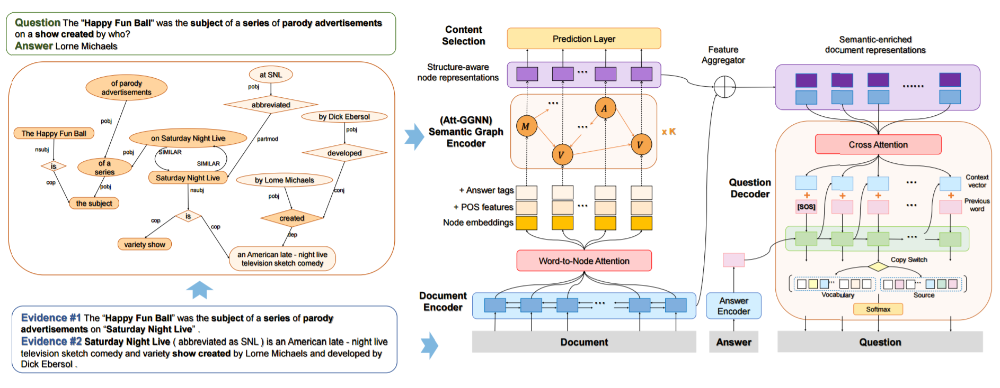 Question The "Happy Fun Ball" was the subject of a series of parody advertisements
on a show created by who?
Answer Lorne Michaels
of parody
advertisements
at SNL
pobj
abbreviated
by Dick Ebersol
pobj
pobj
The Happy Fun Ball
on Saturday Night Live
partmod
nsubj
pobj
SIMILAR
developed
is
of a
series
SIMILAR
Saturday Night Live
by Lorne Michaels
cop
pobj
nsubj
conj
pobj
the subject
is
created
cop
cop
dep
variety show
an American late - night live
television sketch comedy
Evidence #1 The “Happy Fun Ball” was the subject of a series of parody
advertisements on “Saturday Night Live” .
Evidence #2 Saturday Night Live ( abbreviated as SNL ) is an American late - night live
television sketch comedy and variety show created by Lorne Michaels and developed by
Dick Ebersol .
Content
Selection
Prediction Layer
Structure-aware
node representations
...
(Att-GGNN)
Semantic Graph
Encoder
...
M
A
...
V
V
x K
+ Answer tags
+ POS features
...
Node embeddings
Word-to-Node Attention
Document
Encoder
...
Document
Feature
Aggregator
Answer
Encoder
Answer
Semantic-enriched
document representations
......
Cross Attention
Question
Decoder
...
Context
vector
+ + + +
[SOS]
...
Previous
word
...
Copy Switch
...
...
Vocabulary
Source
Softmax
Question